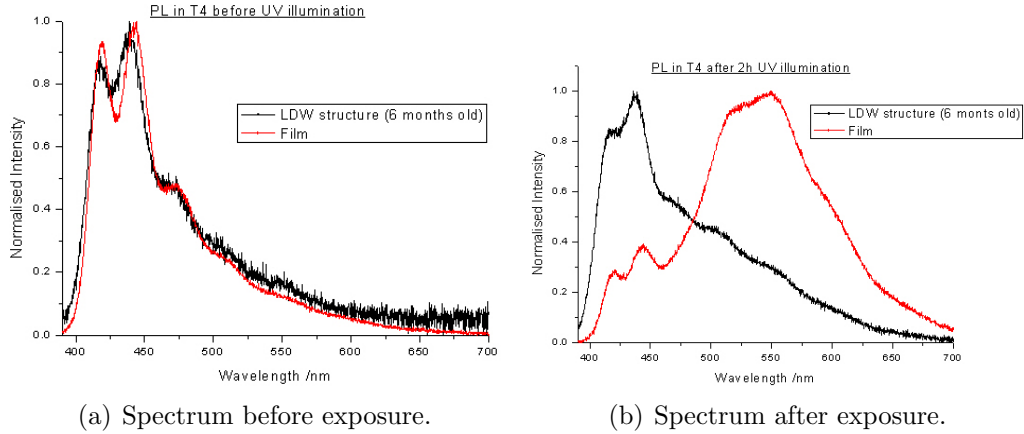 PL in T4 before UV illumination
Normalised Intensity
1.0
0.8
0.6
0.4
0.2
0.0
LDW structure (6 months old)
Film
400
450
500
550
600
650
700
Wavelength /nm
(a) Spectrum before exposure.
PL in T4 after 2h UV illumination
Normalised Intensity
1.0
0.8
0.6
0.4
0.2
0.0
LDW structure (6 monts old)
Film
400
450
500
550
600
650
700
Wavelength /nm
(b) Spectrum after exposure.